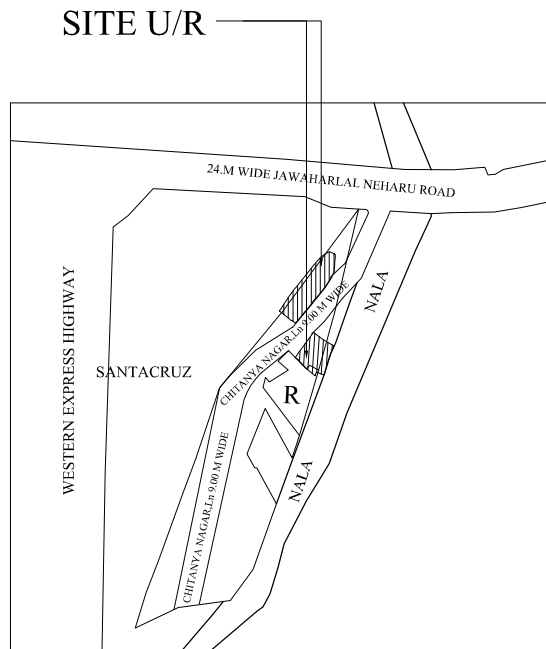 SITE U/R
24.M WIDE JAWAHARLAL NEHARU ROAD
NALA
CHITANYA NAGAR,Ln 9.00 M WIDE
WESTERN EXPRESS HIGHWAY
SANTACRUZ
R
CHITANYA NAGAR,Ln 9.00 M WIDE
NALA